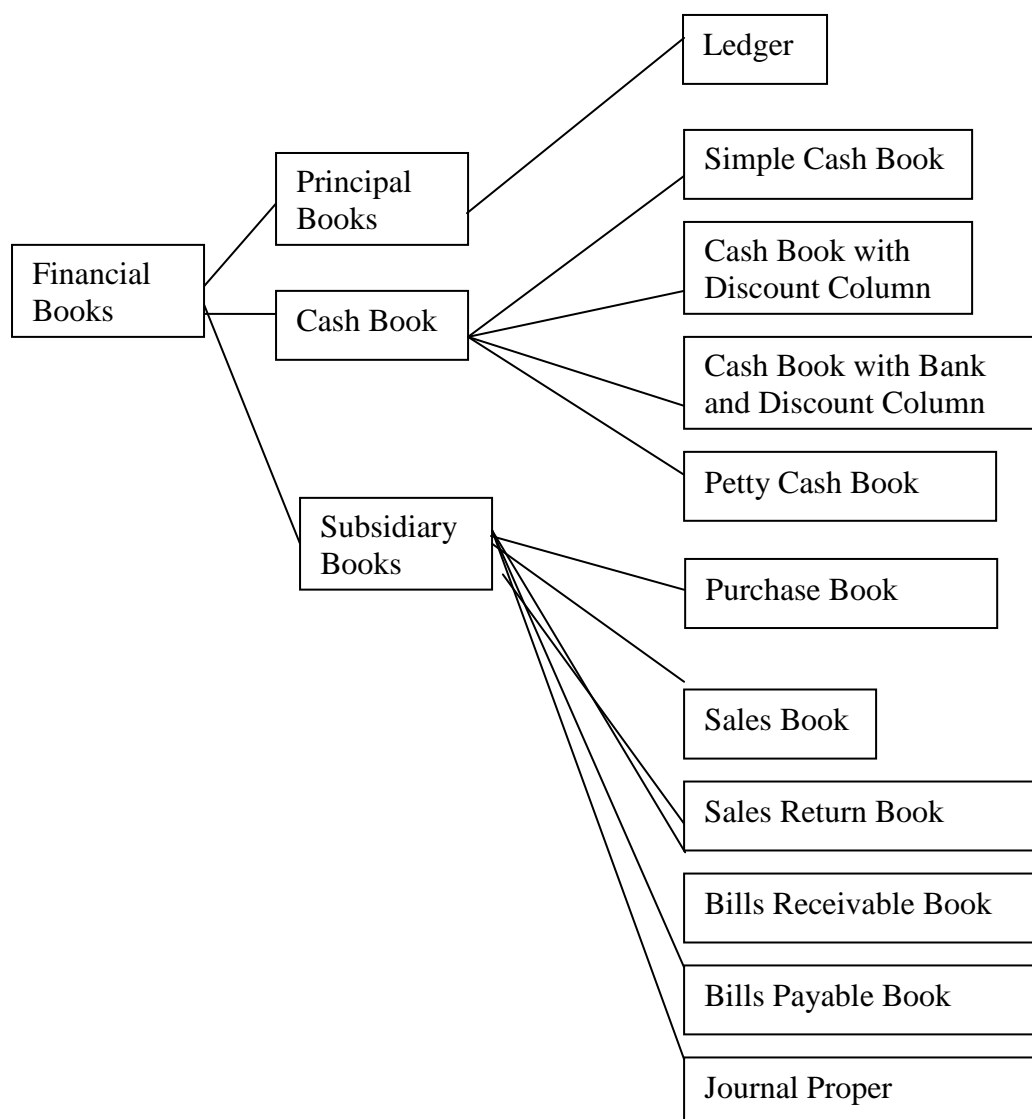 Ledger
Simple Cash Book
Principal
Books
Cash Book with
Discount Column
Financial
Books
Cash Book
Cash Book with Bank
and Discount Column
Petty Cash Book
Subsidiary
Books
Purchase Book
Sales Book
Sales Return Book
Bills Receivable Book
Bills Payable Book
Journal Proper